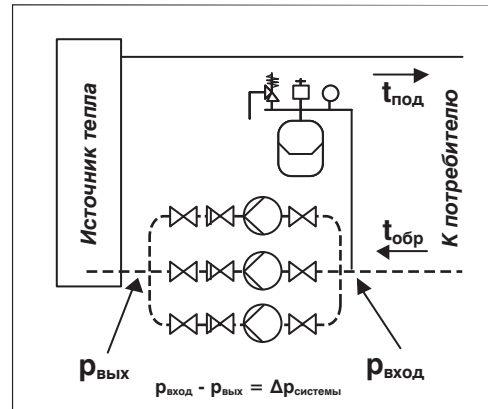 Источник тепла
tпод
К потребителю
tобр
pвых
pвход
pвход - pвых = Δpсистемы